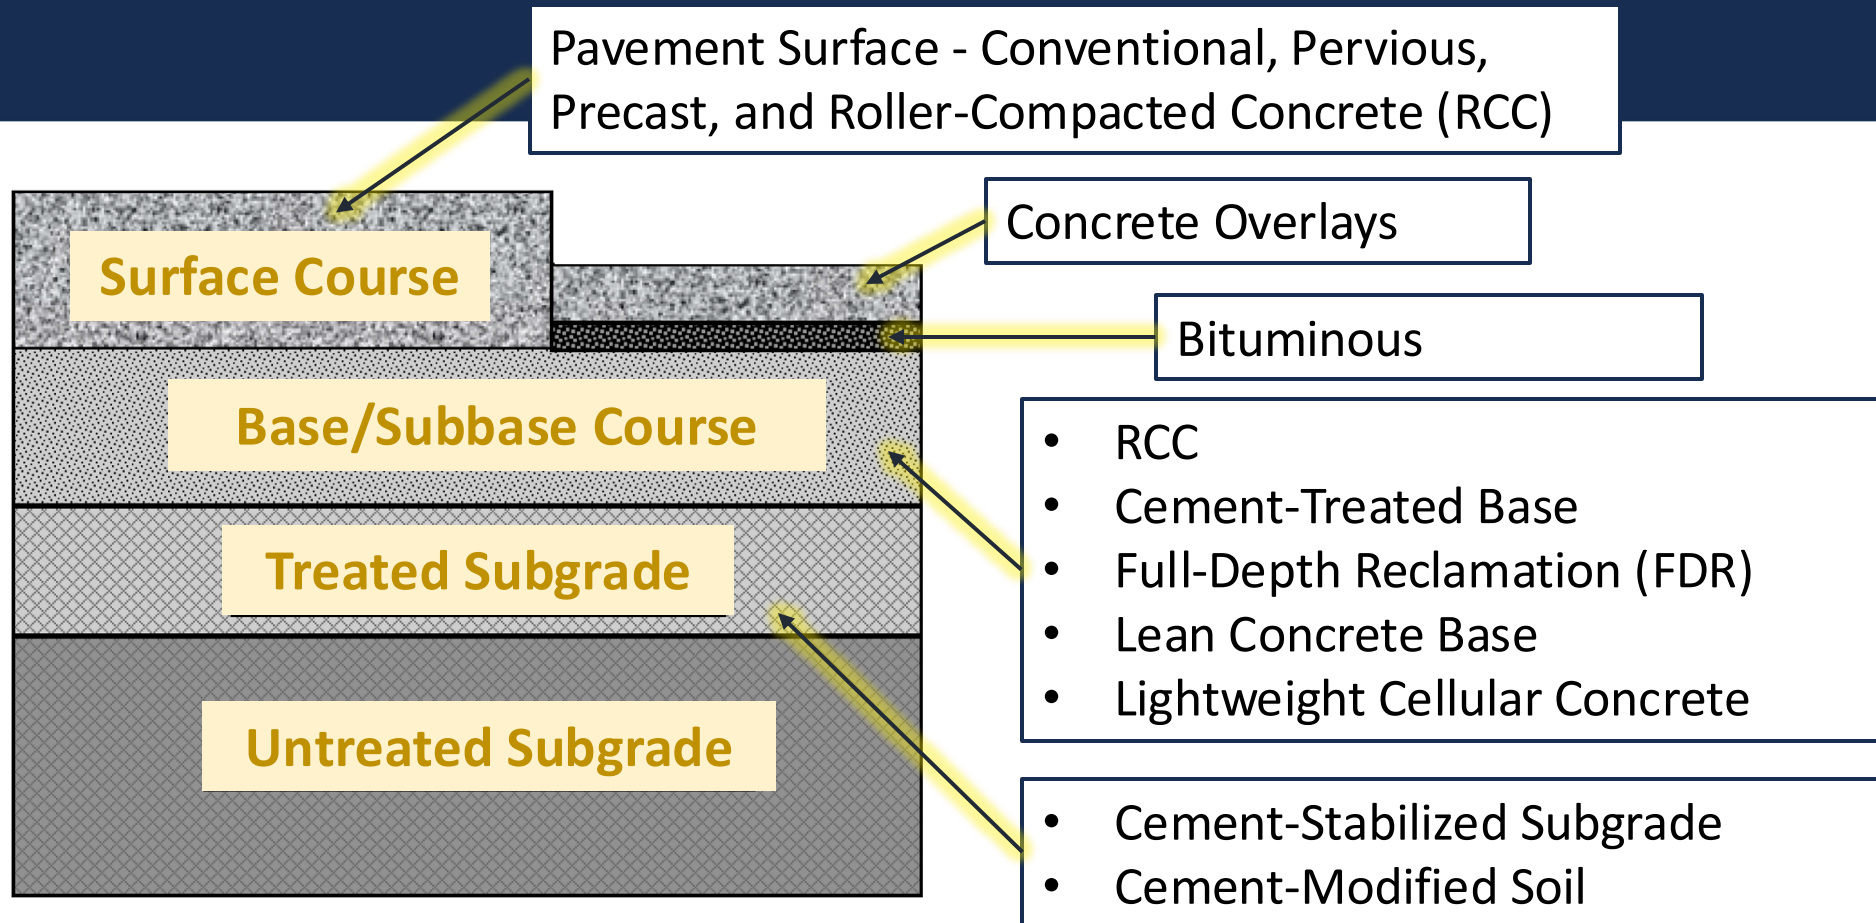 Pavement Surface - Conventional, Pervious,
Precast, and Roller-Compacted Concrete (RCC)
Concrete Overlays
Surface Course
Bituminous
Base/Subbase Course
• RCC
• Cement-Treated Base
• Full-Depth Reclamation (FDR)
• Lean Concrete Base
• Lightweight Cellular Concrete
Treated Subgrade
Untreated Subgrade
• Cement-Stabilized Subgrade
• Cement-Modified Soil